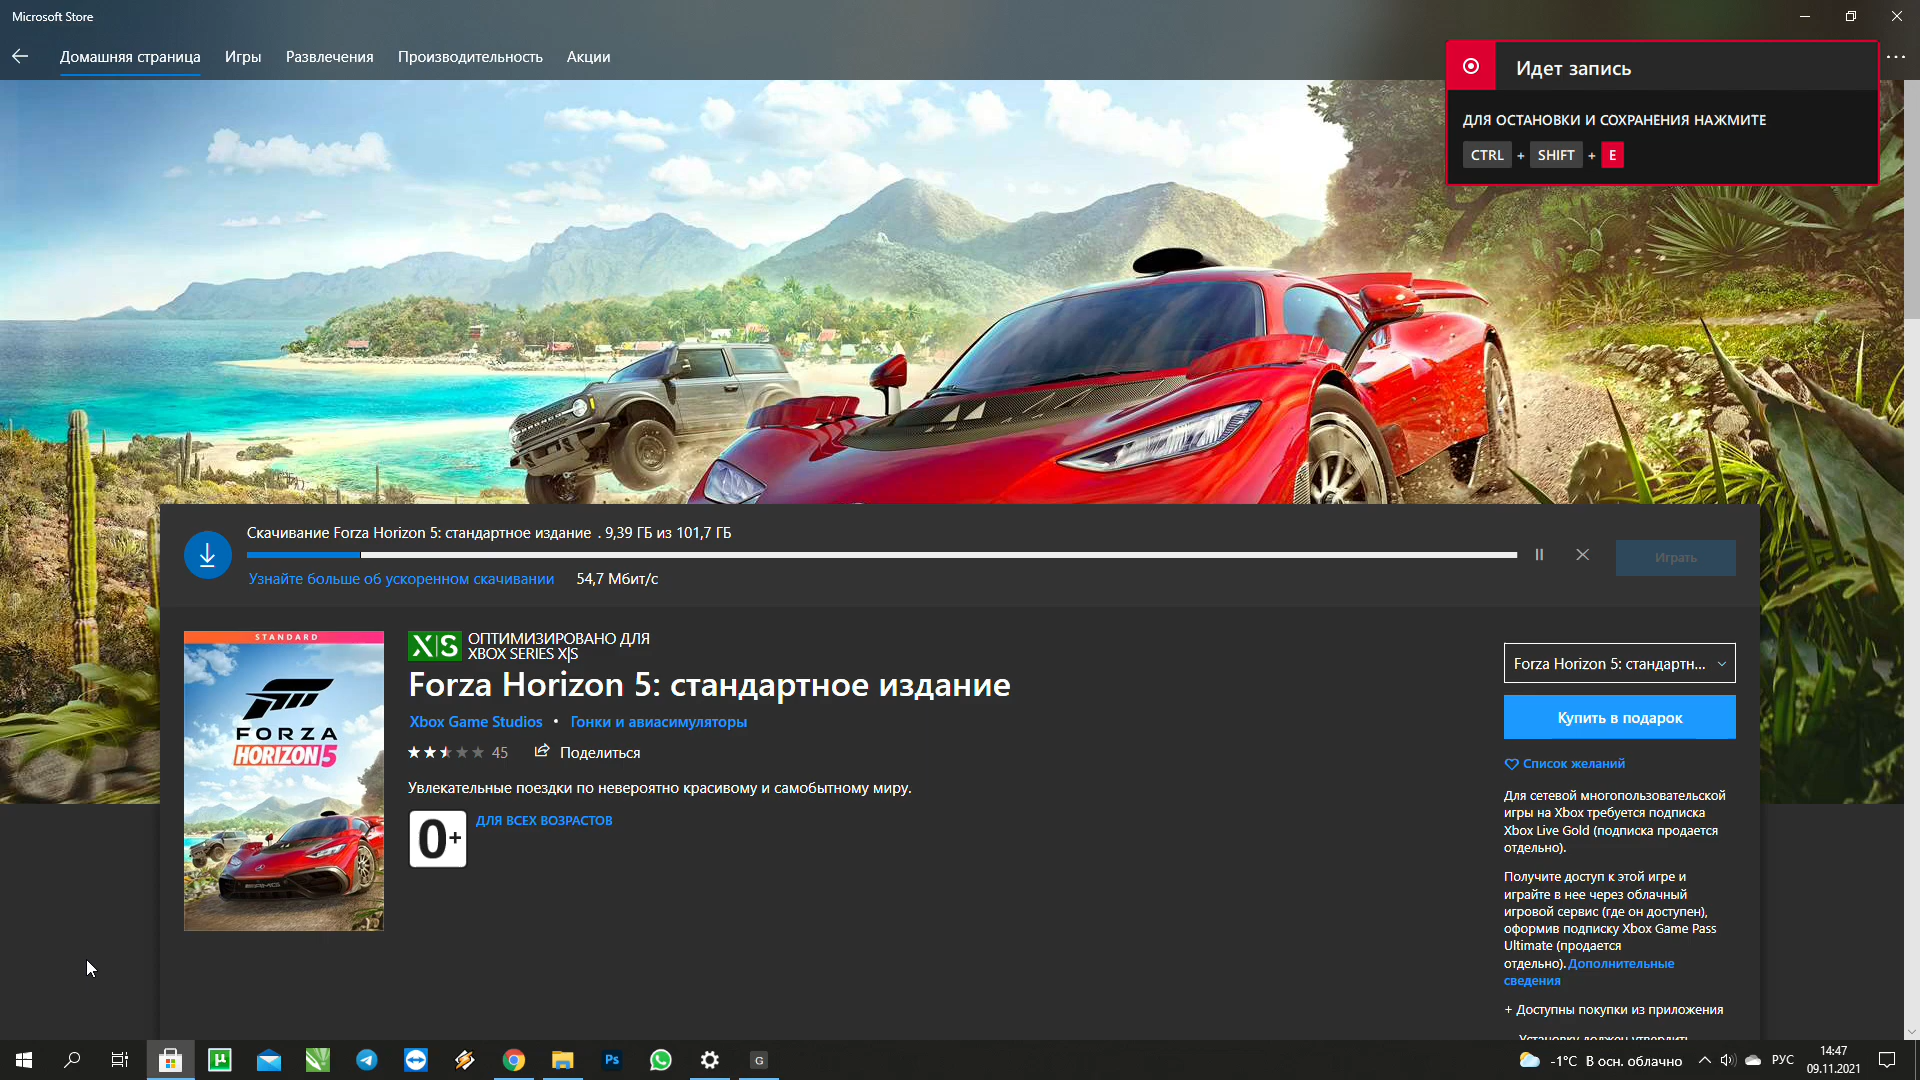 Microsoft Store
Домашняя страница
Игры
Развлечения
Производительность
Акции
Идет запись
ДЛЯ ОСТАНОВКИ И СОХРАНЕНИЯ НАЖМИТЕ
CTRL + SHIFT + E
Скачивание Forza Horizon 5: стандартное издание . 9,39 ГБ из 101,7 ГБ
Узнайте больше об ускоренном скачивании 54,7 Мбит/с
Играть
STANDARD
FORZA
HORIZON 5
AMG
X|S ОПТИМИЗИРОВАНО ДЛЯ
XBOX SERIES X|S
Forza Horizon 5: стандартное издание
Xbox Game Studios • Гонки и авиасимуляторы
45 Поделиться
Увлекательные поездки по невероятно красивому и самобытному миру.
0+ ДЛЯ ВСЕХ ВОЗРАСТОВ
Forza Horizon 5: стандартн...
Купить в подарок
Список желаний
Для сетевой многопользовательской
игры на Xbox требуется подписка
Xbox Live Gold (подписка продается
отдельно).
Получите доступ к этой игре и
играйте в нее через облачный
игровой сервис (где он доступен),
оформив подписку Xbox Game Pass
Ultimate (продается
отдельно). Дополнительные
сведения
+ Доступны покупки из приложения
Установку должен утвердить
µ
Ps
G
-1°C В осн. облачно
РУС
14:47
09.11.2021